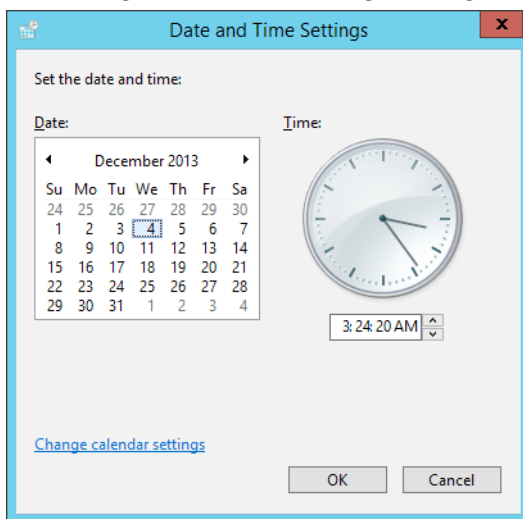 Date and Time Settings
x
Set the date and time:
Date:
Time:
December 2013
Su Mo Tu We Th Fr Sa
24 25 26 27 28 29 30
1 2 3 4 5 6 7
8 9 10 11 12 13 14
15 16 17 18 19 20 21
22 23 24 25 26 27 28
29 30 31 1 2 3 4
3:24:20 AM
Change calendar settings
OK Cancel